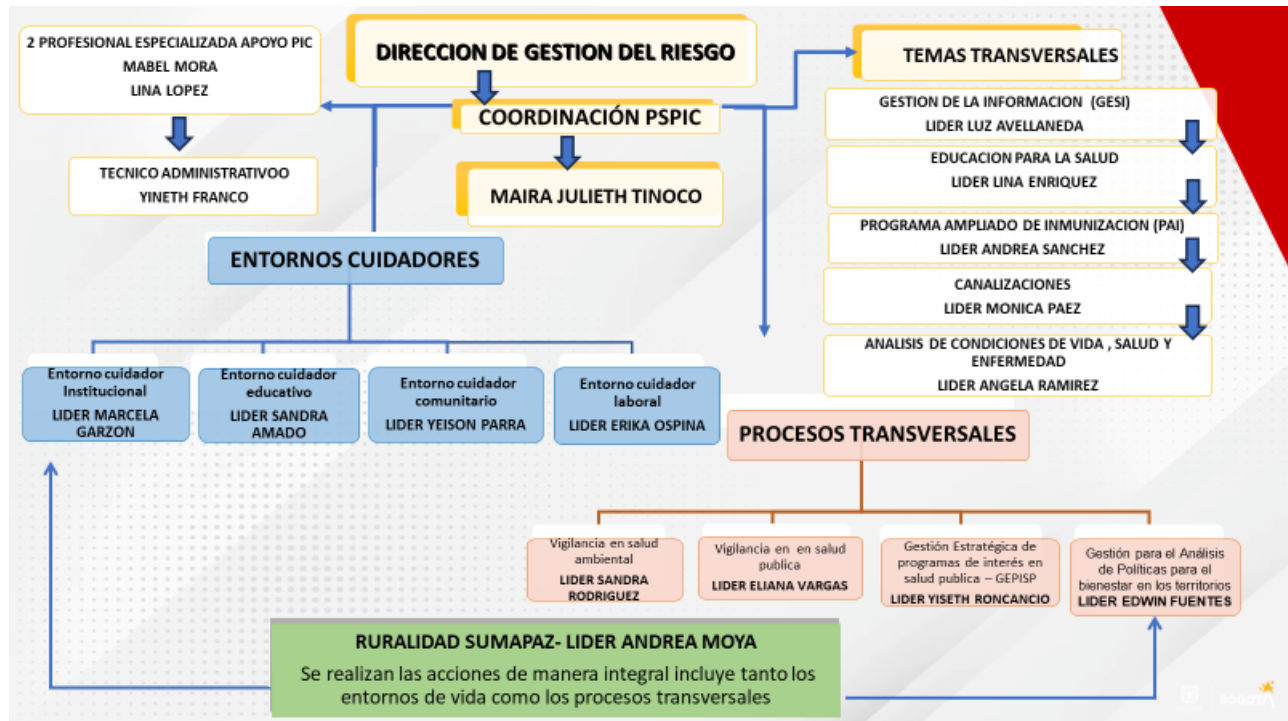 2 PROFESIONAL ESPECIALIZADA APOYO PIC
MABEL MORA
LINA LOPEZ
TECNICO ADMINISTRATIVOO
YINETH FRANCO
DIRECCION DE GESTION DEL RIESGO
COORDINACIÓN PSPIC
MAIRA JULIETH TINOCO
TEMAS TRANSVERSALES
GESTION DE LA INFORMACION (GESI)
LIDER LUZ AVELLANEDA
EDUCACION PARA LA SALUD
LIDER LINA ENRIQUEZ
PROGRAMA AMPLIADO DE INMUNIZACION (PAI)
LIDER ANDREA SANCHEZ
CANALIZACIONES
LIDER MONICA PAEZ
ANALISIS DE CONDICIONES DE VIDA , SALUD Y
ENFERMEDAD
LIDER ANGELA RAMIREZ
ENTORNOS CUIDADORES
Entorno cuidador
Institucional
LIDER MARCELA
GARZON
Entorno cuidador
educativo
LIDER SANDRA
AMADO
Entorno cuidador
comunitario
LIDER YEISON PARRA
Entorno cuidador
laboral
LIDER ERIKA OSPINA
PROCESOS TRANSVERSALES
Vigilancia en salud
ambiental
LIDER SANDRA
RODRIGUEZ
Vigilancia en en salud
publica
LIDER ELIANA VARGAS
Gestión Estratégica de
programas de interés en
salud publica – GEPISP
LIDER YISETH RONCANCIO
Gestión para el Análisis
de Políticas para el
bienestar en los territorios
LIDER EDWIN FUENTES
RURALIDAD SUMAPAZ- LIDER ANDREA MOYA
Se realizan las acciones de manera integral incluye tanto los
entornos de vida como los procesos transversales
BOGOTÁ